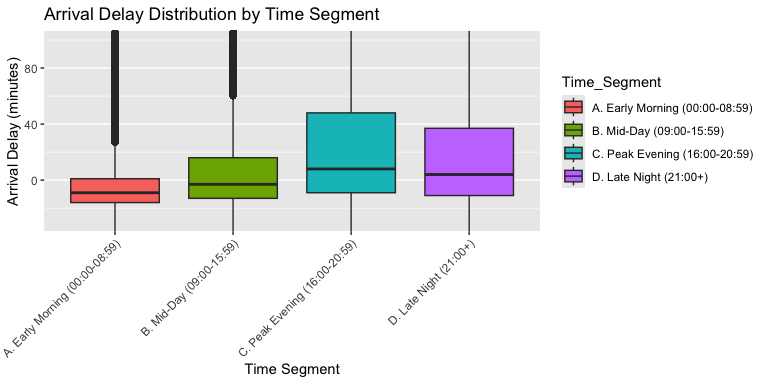 Arrival Delay Distribution by Time Segment
Arrival Delay (minutes)
80
40
0
A. Early Morning (00:00-08:59)
B. Mid-Day (09:00-15:59)
C. Peak Evening (16:00-20:59)
D. Late Night (21:00+)
Time Segment
Time_Segment
A. Early Morning (00:00-08:59)
B. Mid-Day (09:00-15:59)
C. Peak Evening (16:00-20:59)
D. Late Night (21:00+)